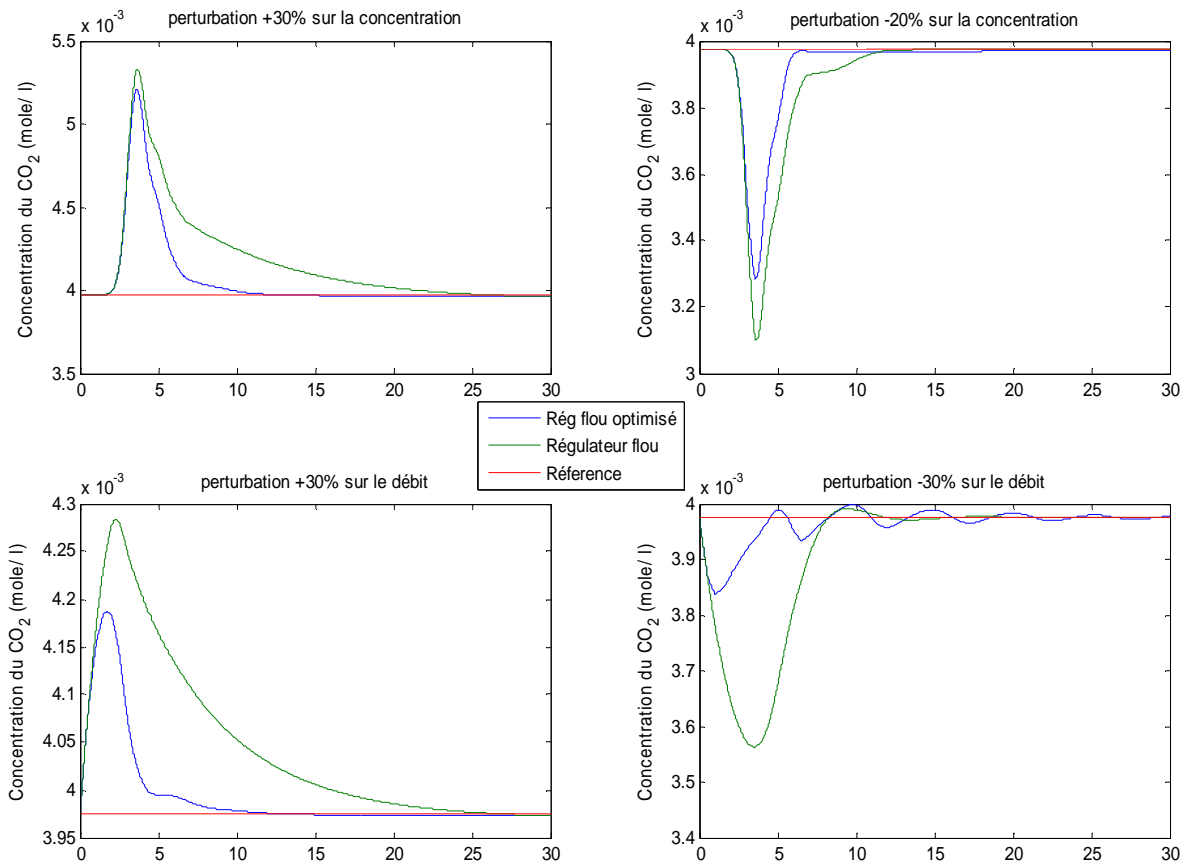 x 10-3
perturbation +30% sur la concentration
5.5
5
4.5
4
3.5
Concentration du CO2 (mole/ l)
0 5 10 15 20 25 30
x 10-3
perturbation -20% sur la concentration
4
3.8
3.6
3.4
3.2
3
Concentration du CO2 (mole/ l)
0 5 10 15 20 25 30
Rég flou optimisé
Régulateur flou
Réference
x 10-3
perturbation +30% sur le débit
4.3
4.25
4.2
4.15
4.1
4.05
4
3.95
Concentration du CO2 (mole/ l)
0 5 10 15 20 25 30
x 10-3
perturbation -30% sur le débit
4
3.9
3.8
3.7
3.6
3.5
3.4
Concentration du CO2 (mole/ l)
0 5 10 15 20 25 30